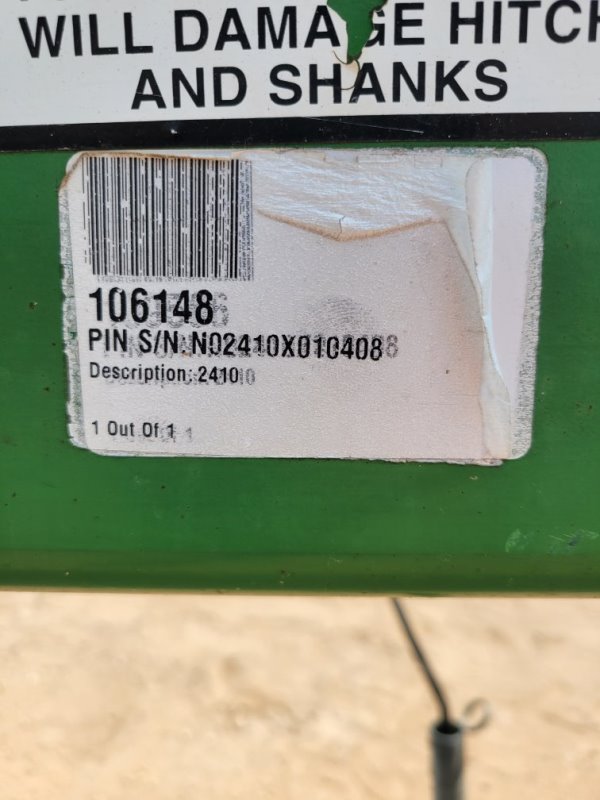 WILL DAMAGE HITCH
AND SHANKS
106148
PIN S/N: N02410X010408
Description: 2410
1 Out Of 1